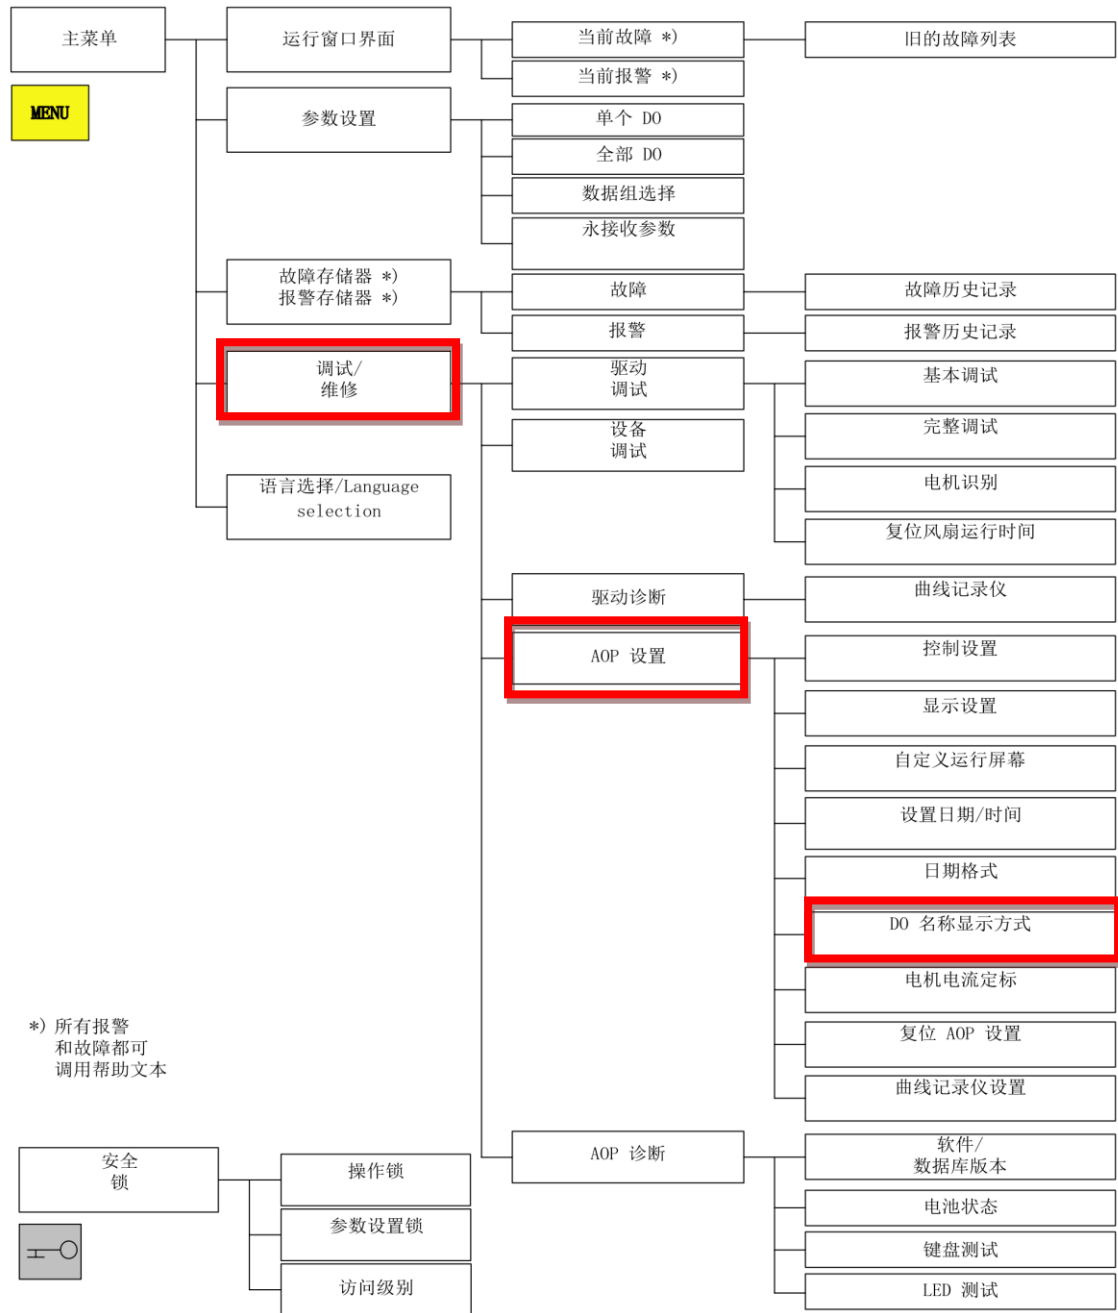 主菜单
运行窗口界面
当前故障 *)
旧的故障列表
当前报警 *)
MENU
参数设置
单个 DO
全部 DO
数据组选择
永接收参数
故障存储器 *)
报警存储器 *)
故障
故障历史记录
报警
报警历史记录
调试/
维修
驱动
调试
基本调试
设备
调试
完整调试
电机识别
复位风扇运行时间
语言选择/Language
selection
驱动诊断
曲线记录仪
AOP 设置
控制设置
显示设置
自定义运行屏幕
设置日期/时间
日期格式
DO 名称显示方式
电机电流定标
复位 AOP 设置
曲线记录仪设置
*) 所有报警
和故障都可
调用帮助文本
AOP 诊断
软件/
数据库版本
电池状态
键盘测试
LED 测试
安全
锁
操作锁
参数设置锁
访问级别